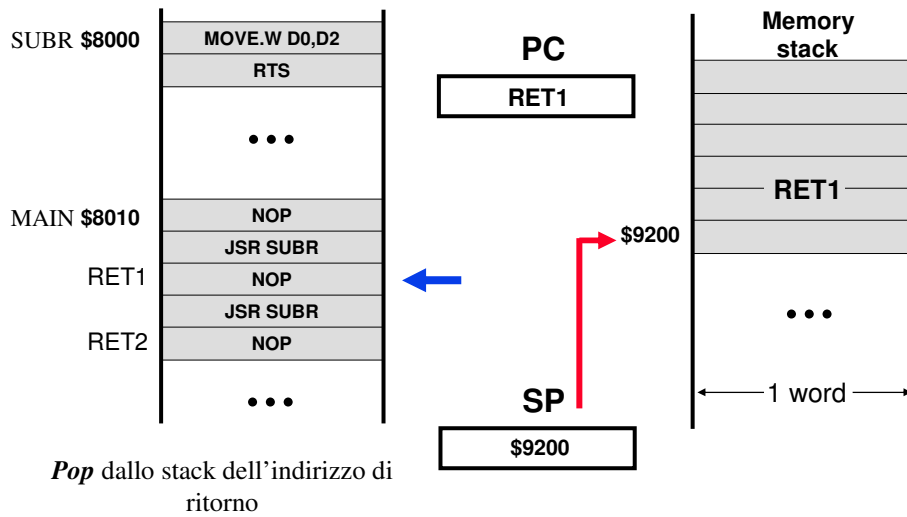 SUBR $8000
MOVE.W D0,D2
RTS
MAIN $8010
NOP
JSR SUBR
RET1
NOP
JSR SUBR
RET2
NOP
Pop dallo stack dell'indirizzo di
ritorno
PC
RET1
SP
$9200
Memory
stack
RET1
$9200
1 word